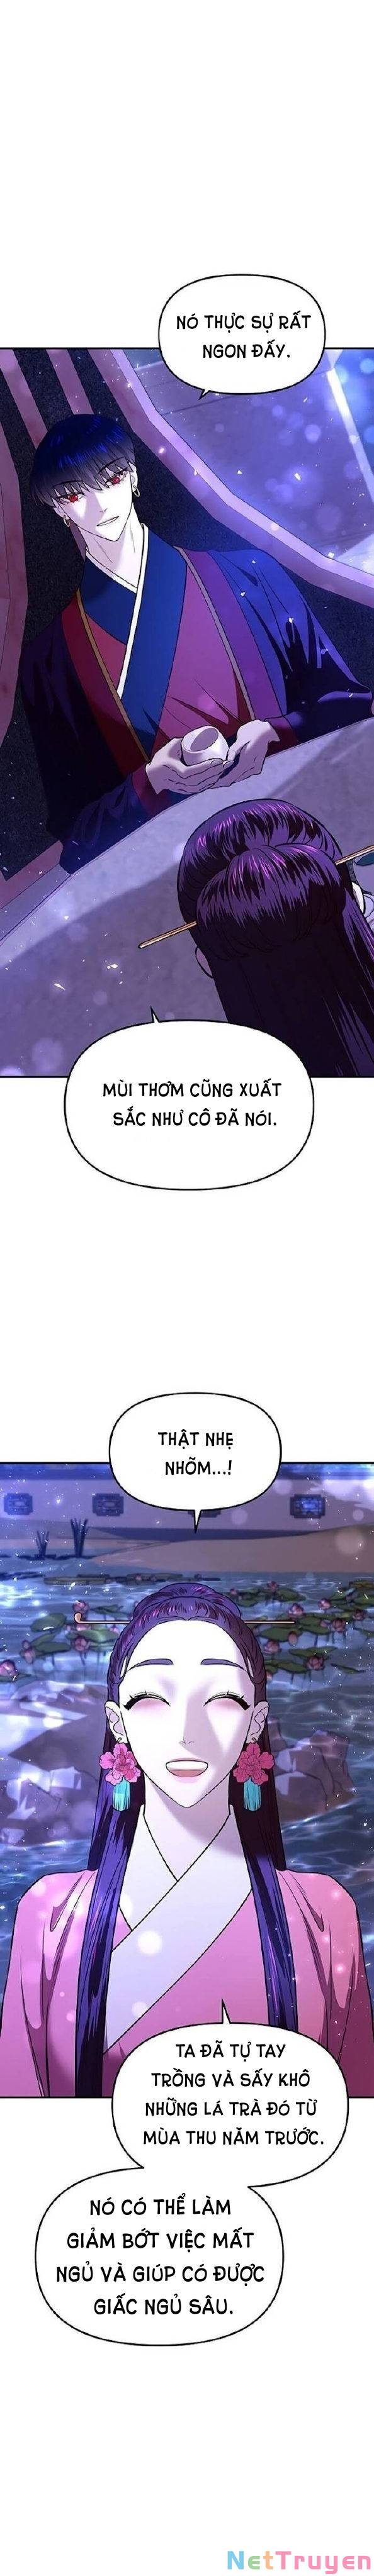 NÓ THỰC SỰ RẤT
NGON ĐẤY.
MÙI THƠM CŨNG XUẤT
SẮC NHƯ CÔ ĐÃ NÓI.
THẬT NHẸ
NHÕM...!
TA ĐÃ TỰ TAY
TRỒNG VÀ SẤY KHÔ
NHỮNG LÁ TRÀ ĐÓ TỪ
MÙA THU NĂM TRƯỚC.
NÓ CÓ THỂ LÀM
GIẢM BỚT VIỆC MẤT
NGỦ VÀ GIÚP CÓ ĐƯỢC
GIẤC NGỦ SÂU.
NetTruyen